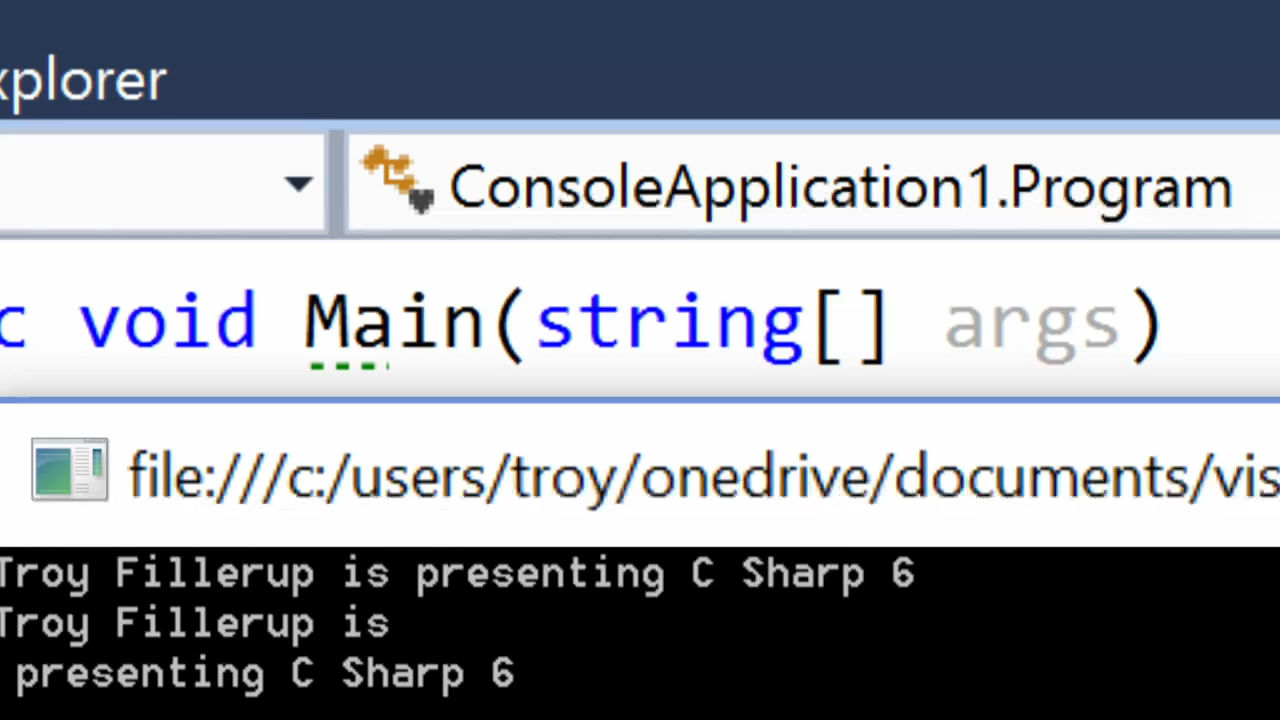 xplorer
ConsoleApplication1.Program
c void Main(string[] args)
file:///c:/users/troy/onedrive/documents/vis
Troy Fillerup is presenting C Sharp 6
Troy Fillerup is
presenting C Sharp 6